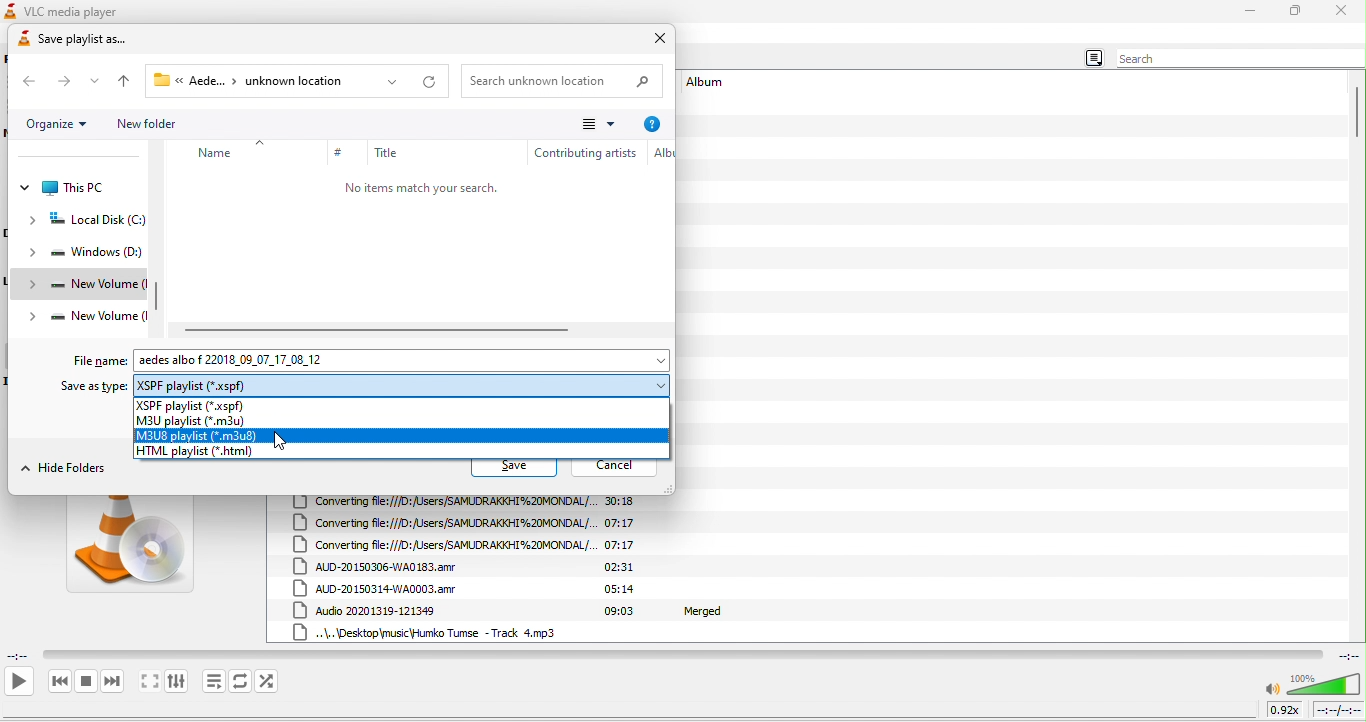 VLC media player
Save playlist as...
« Aede... › unknown location
Search unknown location
Search
Organize
New folder
?
Album
Name
#
Title
Contributing artists
No items match your search.
This PC
Local Disk (C:)
Windows (D:)
New Volume
New Volume
File name: aedes albo f 22018_09_07_17_08_12
Save as type: XSPF playlist (*.xspf)
XSPF playlist (*.xspf)
M3U playlist (*.m3u)
M3U8 playlist (*.m3u8)
HTML playlist (*.html)
Hide Folders
Save
Cancel
Converting file:///D:/Users/SAMUDRAKKHI%20MONDAL/... 30:18
Converting file:///D:/Users/SAMUDRAKKHI%20MONDAL/... 07:17
Converting file:///D:/Users/SAMUDRAKKHI%20MONDAL/... 07:17
AUD-20150306-WA0183.amr 02:31
AUD-20150314-WA0003.amr 05:14
Audio 20201319-121349 09:03 Merged
..\..\Desktop\music\Humko Tumse - Track 4.mp3
--:-- --:--
100%
0.92x --:--/--:--